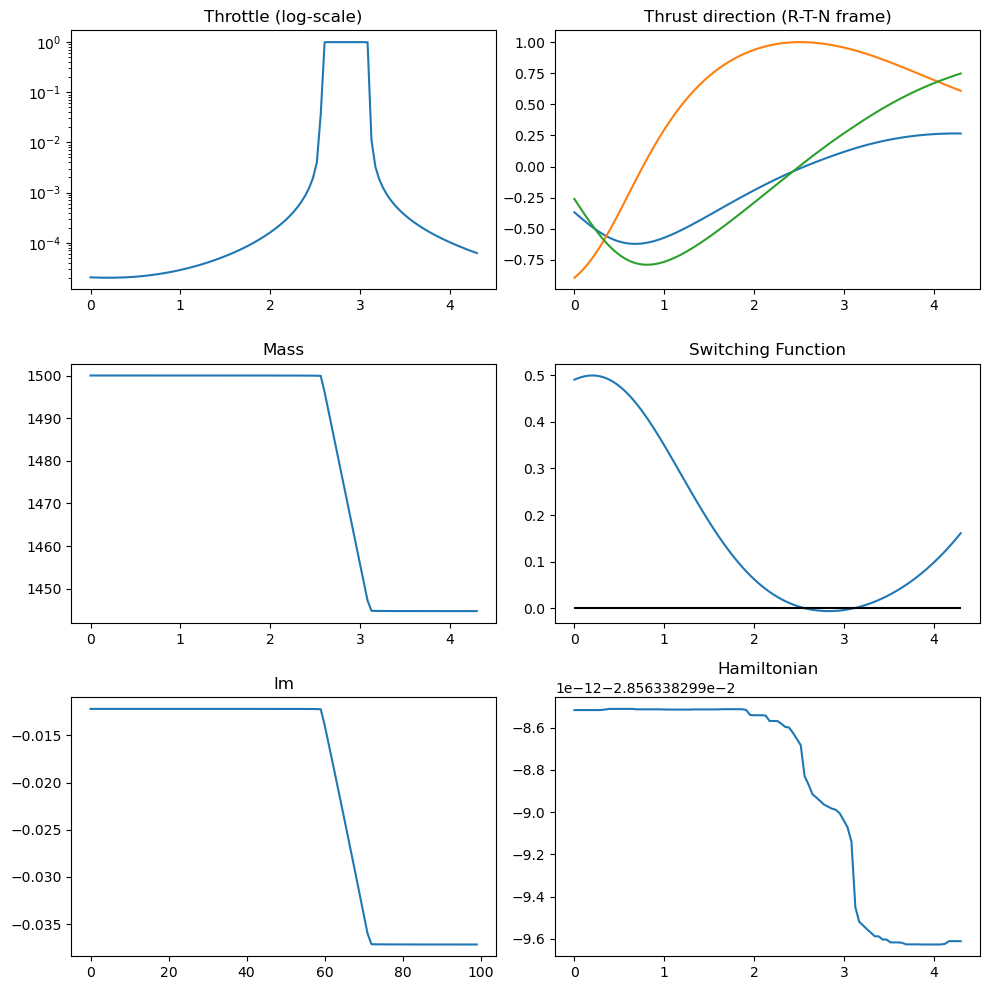 Throttle (log-scale)
10⁰
10⁻¹
10⁻²
10⁻³
10⁻⁴
0 1 2 3 4
Thrust direction (R-T-N frame)
1.00
0.75
0.50
0.25
0.00
−0.25
−0.50
−0.75
0 1 2 3 4
Mass
1500
1490
1480
1470
1460
1450
0 1 2 3 4
Switching Function
0.5
0.4
0.3
0.2
0.1
0.0
0 1 2 3 4
lm
−0.015
−0.020
−0.025
−0.030
−0.035
0 20 40 60 80 100
Hamiltonian
1e−12−2.856338299e−2
−8.6
−8.8
−9.0
−9.2
−9.4
−9.6
0 1 2 3 4